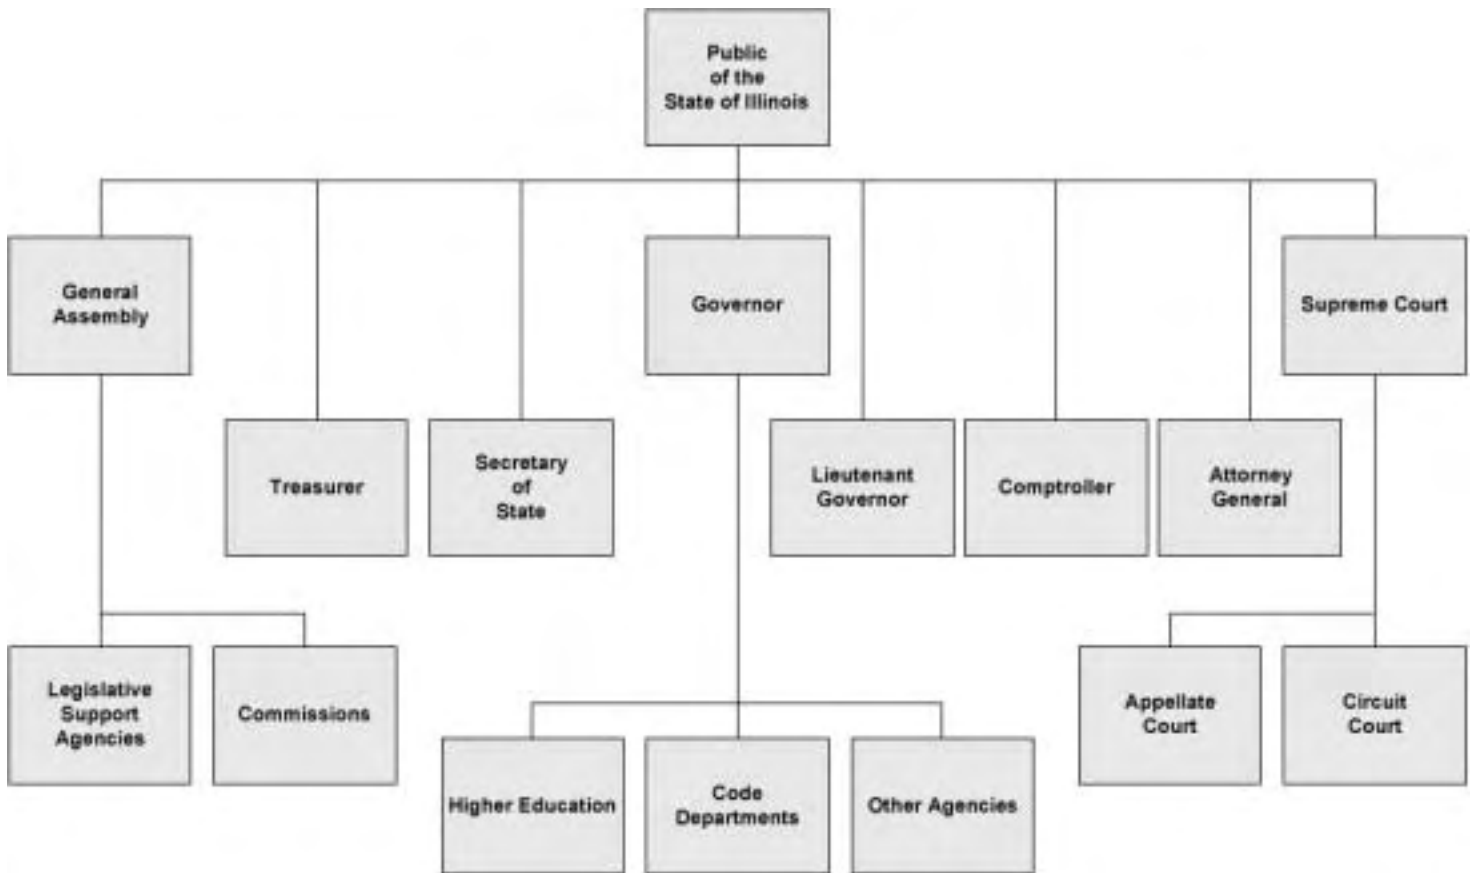 Public
of the
State of Illinois
General
Assembly
Governor
Supreme Court
Treasurer
Secretary
of
State
Lieutenant
Governor
Comptroller
Attorney
General
Legislative
Support
Agencies
Commissions
Appellate
Court
Circuit
Court
Higher Education
Code
Departments
Other Agencies